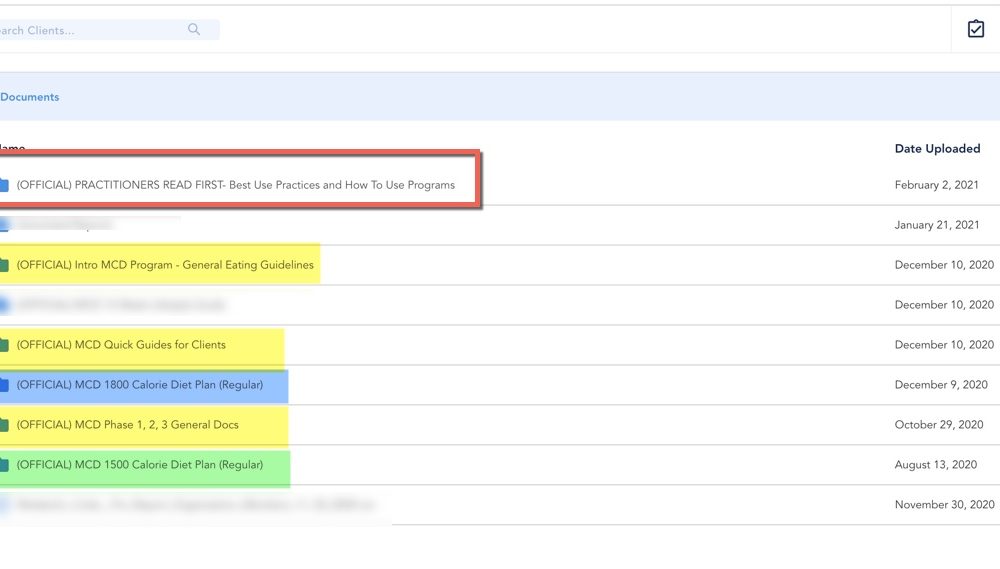 arch Clients...
Documents
Name
Date Uploaded
(OFFICIAL) PRACTITIONERS READ FIRST- Best Use Practices and How To Use Programs
February 2, 2021
January 21, 2021
(OFFICIAL) Intro MCD Program - General Eating Guidelines
December 10, 2020
December 10, 2020
(OFFICIAL) MCD Quick Guides for Clients
December 10, 2020
(OFFICIAL) MCD 1800 Calorie Diet Plan (Regular)
December 9, 2020
(OFFICIAL) MCD Phase 1, 2, 3 General Docs
October 29, 2020
(OFFICIAL) MCD 1500 Calorie Diet Plan (Regular)
August 13, 2020
November 30, 2020